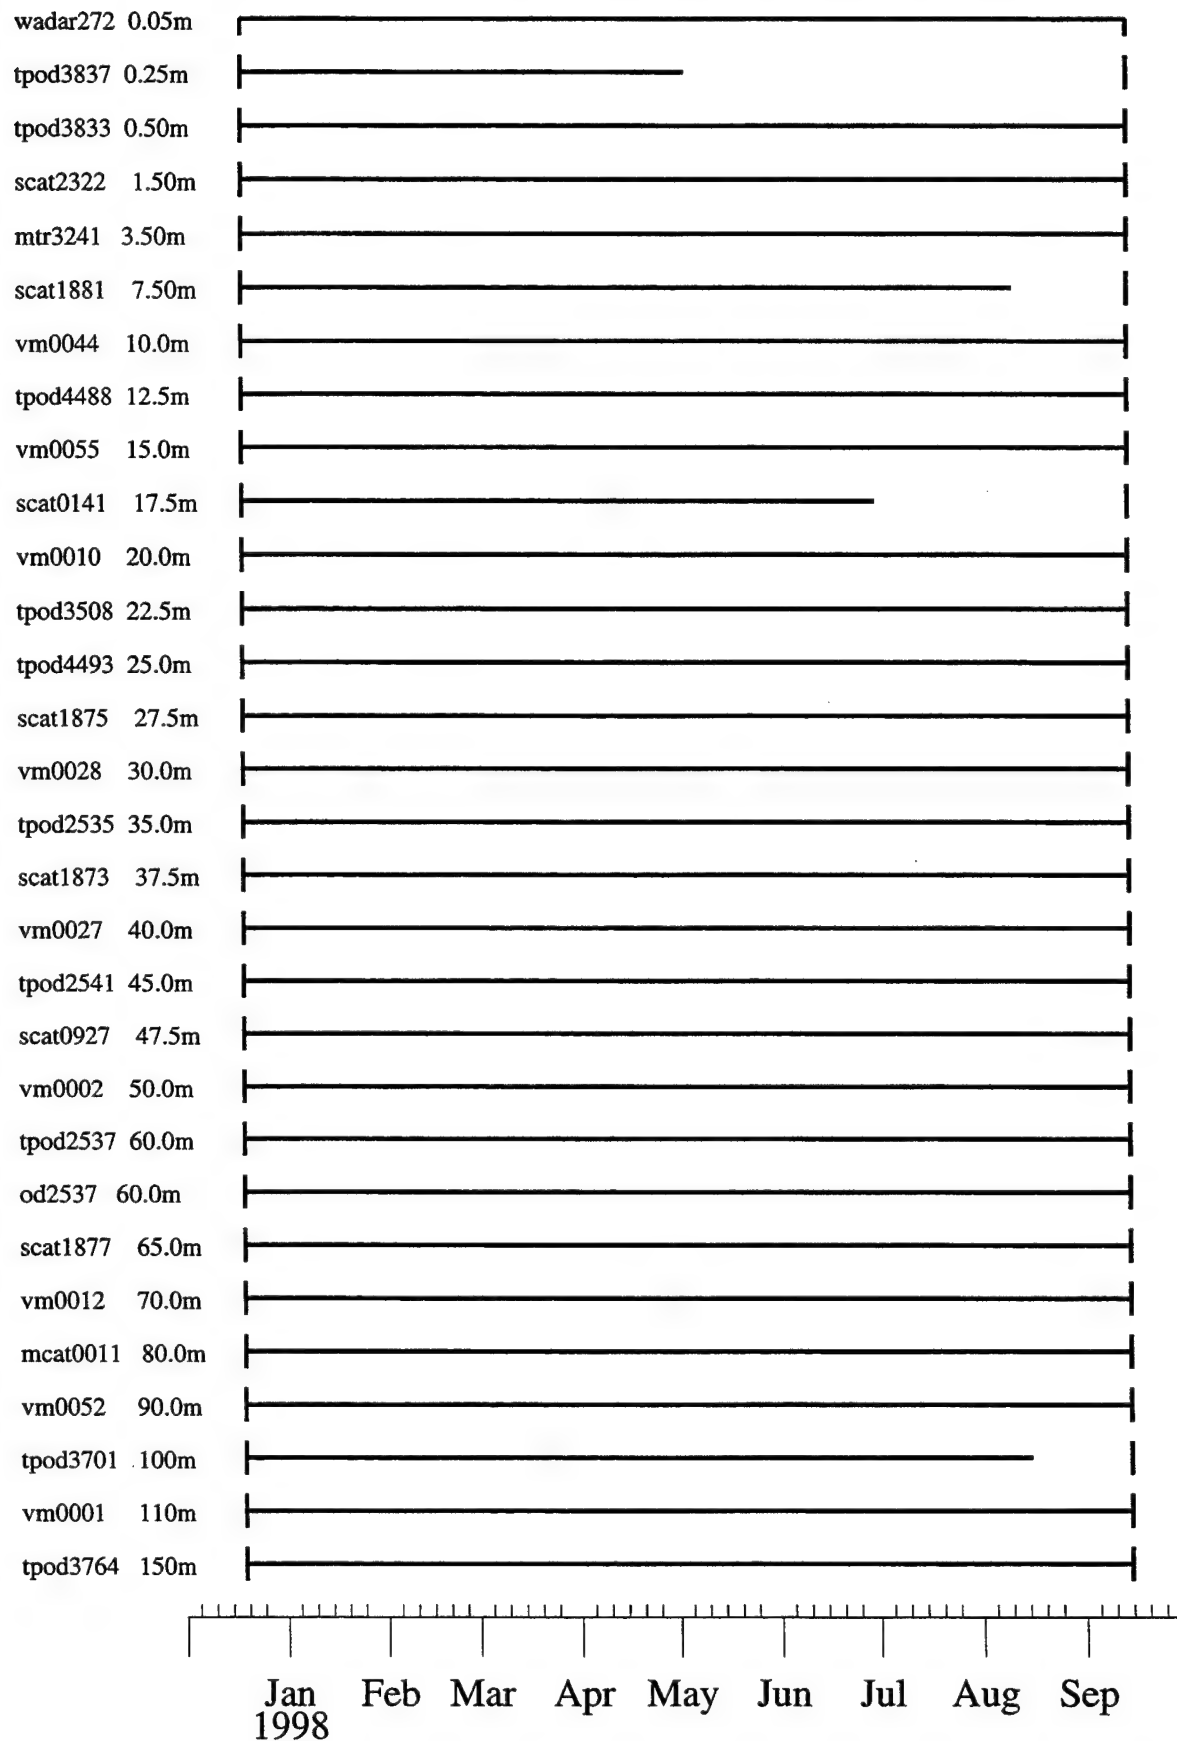 wadar272 0.05m
tpod3837 0.25m
tpod3833 0.50m
scat2322 1.50m
mtr3241 3.50m
scat1881 7.50m
vm0044 10.0m
tpod4488 12.5m
vm0055 15.0m
scat0141 17.5m
vm0010 20.0m
tpod3508 22.5m
tpod4493 25.0m
scat1875 27.5m
vm0028 30.0m
tpod2535 35.0m
scat1873 37.5m
vm0027 40.0m
tpod2541 45.0m
scat0927 47.5m
vm0002 50.0m
tpod2537 60.0m
od2537 60.0m
scat1877 65.0m
vm0012 70.0m
mcat0011 80.0m
vm0052 90.0m
tpod3701 100m
vm0001 110m
tpod3764 150m
Jan Feb Mar Apr May Jun Jul Aug Sep
1998